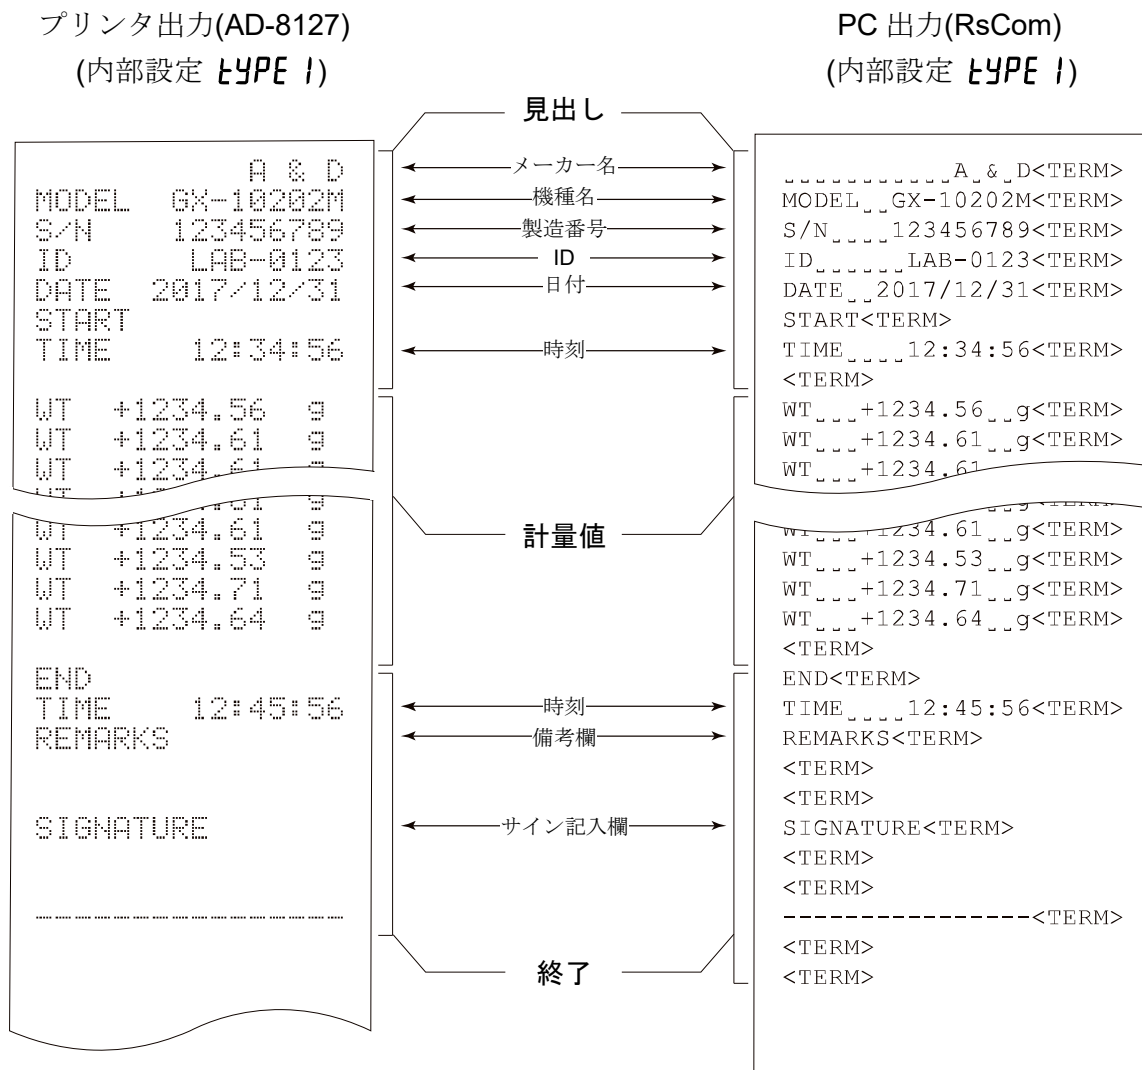 プリンタ出力(AD-8127)
(内部設定 tYPE 1)
A & D
MODEL GX-10202M
S/N 123456789
ID LAB-0123
DATE 2017/12/31
START
TIME 12:34:56
WT +1234.56 g
WT +1234.61 g
WT +1234.61
WT +1234.61 g
WT +1234.53 g
WT +1234.71 g
WT +1234.64 g
END
TIME 12:45:56
REMARKS
SIGNATURE
----------------
見出し
メーカー名
機種名
製造番号
ID
日付
時刻
計量値
時刻
備考欄
サイン記入欄
終了
PC 出力(RsCom)
(内部設定 tYPE 1)
␣␣␣␣␣␣␣␣␣␣␣A␣&␣D<TERM>
MODEL␣␣GX-10202M<TERM>
S/N␣␣␣␣123456789<TERM>
ID␣␣␣␣␣␣LAB-0123<TERM>
DATE␣␣2017/12/31<TERM>
START<TERM>
TIME␣␣␣␣12:34:56<TERM>
<TERM>
WT␣␣␣+1234.56␣␣g<TERM>
WT␣␣␣+1234.61␣␣g<TERM>
WT␣␣␣+1234.61
WT␣␣␣+1234.61␣␣g<TERM>
WT␣␣␣+1234.53␣␣g<TERM>
WT␣␣␣+1234.71␣␣g<TERM>
WT␣␣␣+1234.64␣␣g<TERM>
<TERM>
END<TERM>
TIME␣␣␣␣12:45:56<TERM>
REMARKS<TERM>
<TERM>
<TERM>
SIGNATURE<TERM>
<TERM>
<TERM>
----------------<TERM>
<TERM>
<TERM>